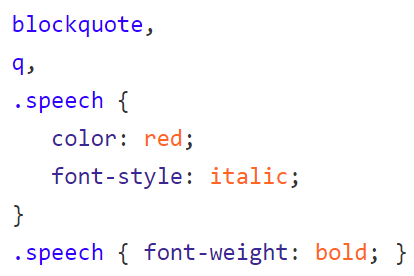 blockquote,
q,
.speech {
   color: red;
   font-style: italic;
}
.speech { font-weight: bold; }